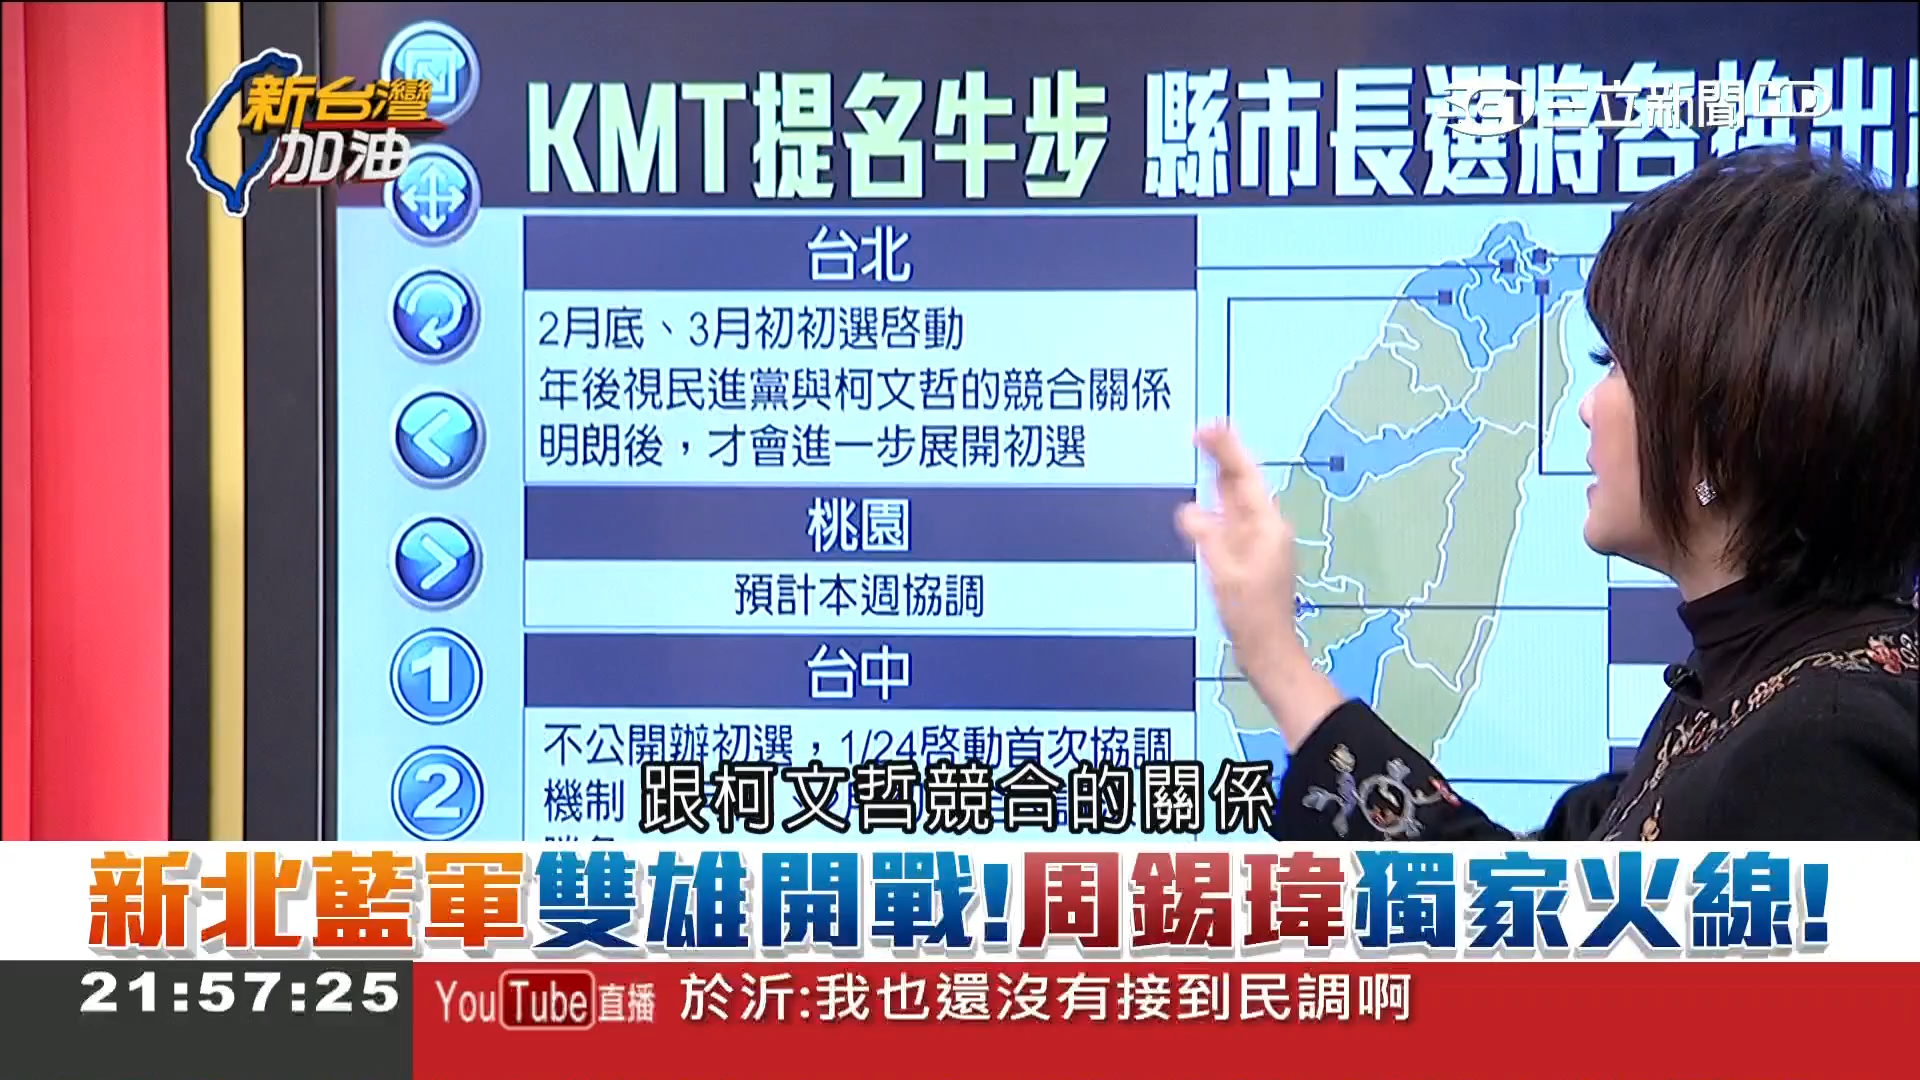 新台灣
加油
KMT提名牛步 縣市長選將各推出
三立新聞HD
台北
2月底、3月初初選啓動
年後視民進黨與柯文哲的競合關係
明朗後，才會進一步展開初選
桃園
預計本週協調
台中
不公開辦初選，1/24啓動首次協調
機制
1
2
跟柯文哲競合的關係
新北藍軍雙雄開戰!周錫瑋獨家火線!
21:57:25
YouTube直播 於沂:我也還沒有接到民調啊